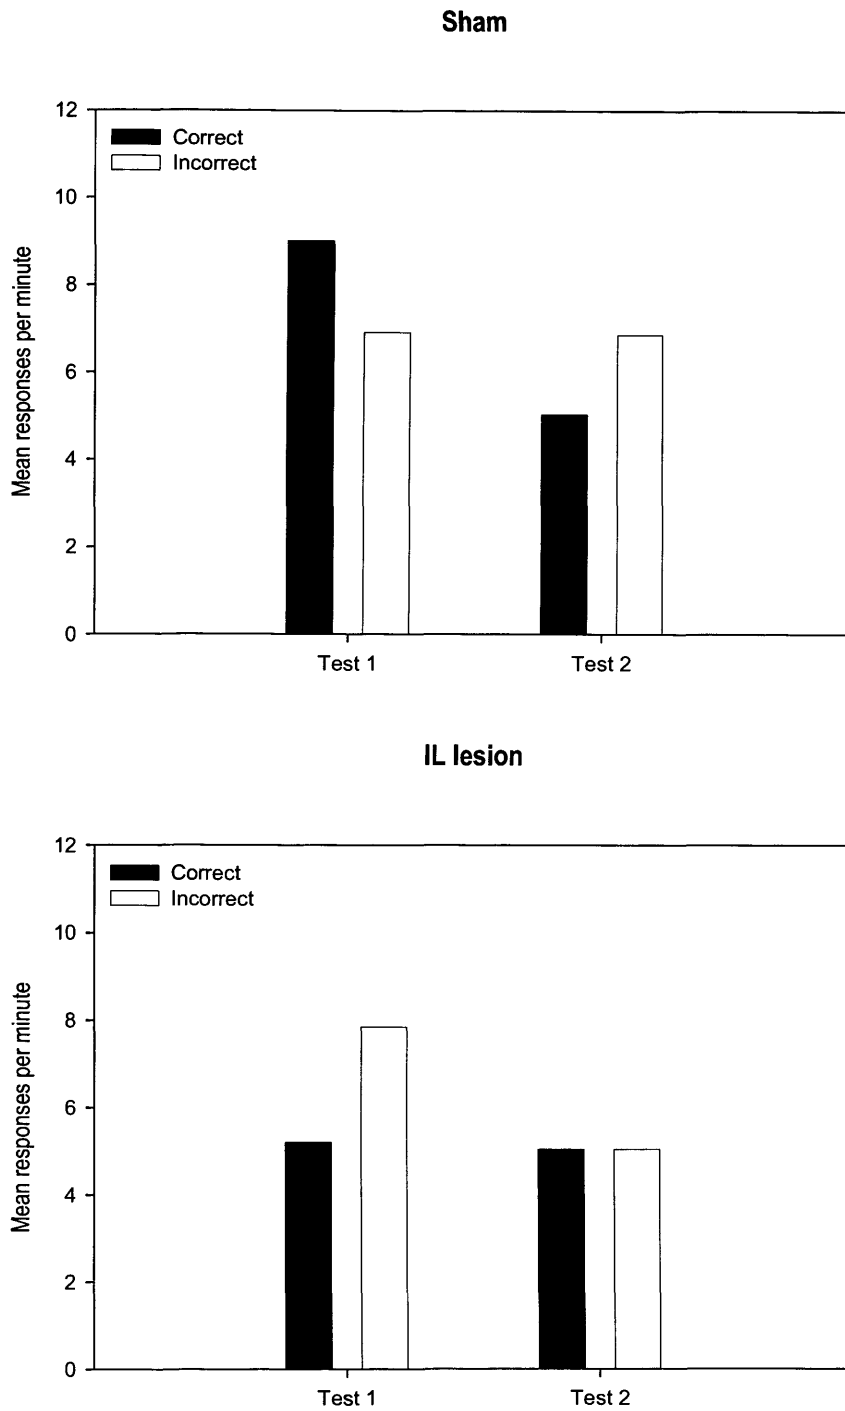 Sham
12
10
8
6
4
2
0
Mean responses per minute
Correct
Incorrect
Test 1
Test 2
IL lesion
12
10
8
6
4
2
0
Mean responses per minute
Correct
Incorrect
Test 1
Test 2